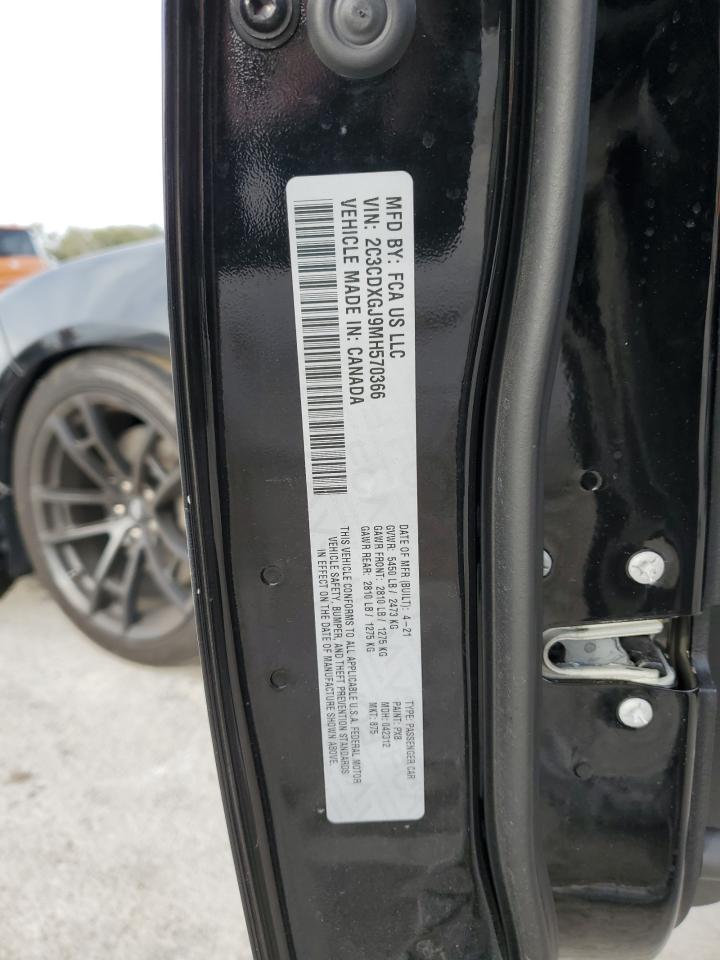 MFD BY: FCA US LLC
VIN: 2C3CDXGJ9MH570366
VEHICLE MADE IN: CANADA
DATE OF MFR (BUILT): 4-21
GVWR: 5450 LB / 2473 KG
GAWR FRONT: 2810 LB / 1275 KG
GAWR REAR: 2810 LB / 1275 KG
THIS VEHICLE CONFORMS TO ALL APPLICABLE U.S.A. FEDERAL MOTOR
VEHICLE SAFETY, BUMPER, AND THEFT PREVENTION STANDARDS
IN EFFECT ON THE DATE OF MANUFACTURE SHOWN ABOVE.
TYPE: PASSENGER CAR
PAINT: PX8
MDH: 042312
MKT: 875